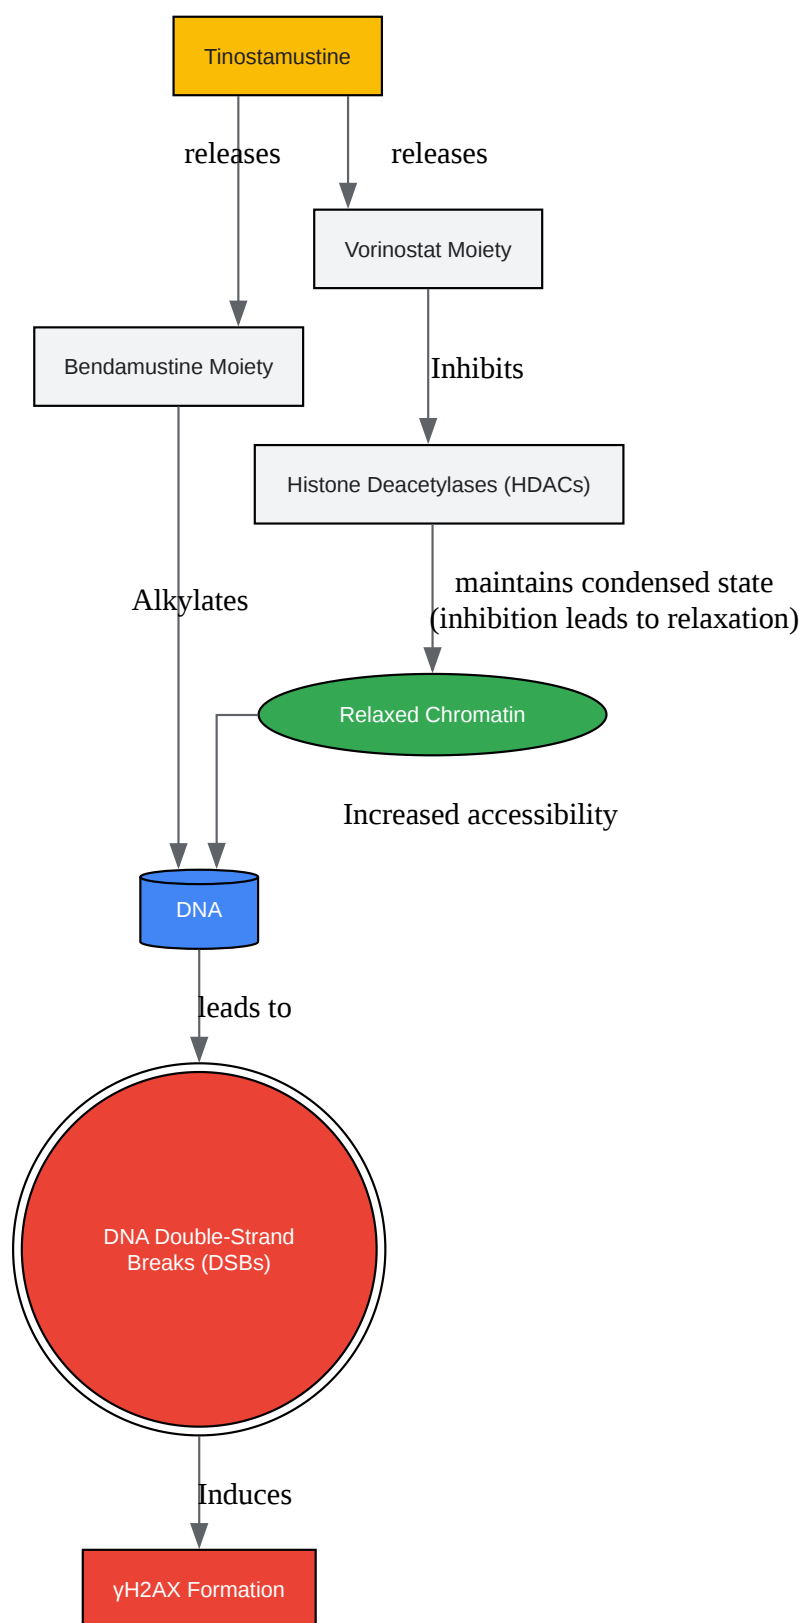 Tinostamustine
releases
releases
Vorinostat Moiety
Bendamustine Moiety
Inhibits
Histone Deacetylases (HDACs)
Alkylates
maintains condensed state
(inhibition leads to relaxation)
Relaxed Chromatin
Increased accessibility
DNA
leads to
DNA Double-Strand
Breaks (DSBs)
Induces
γH2AX Formation